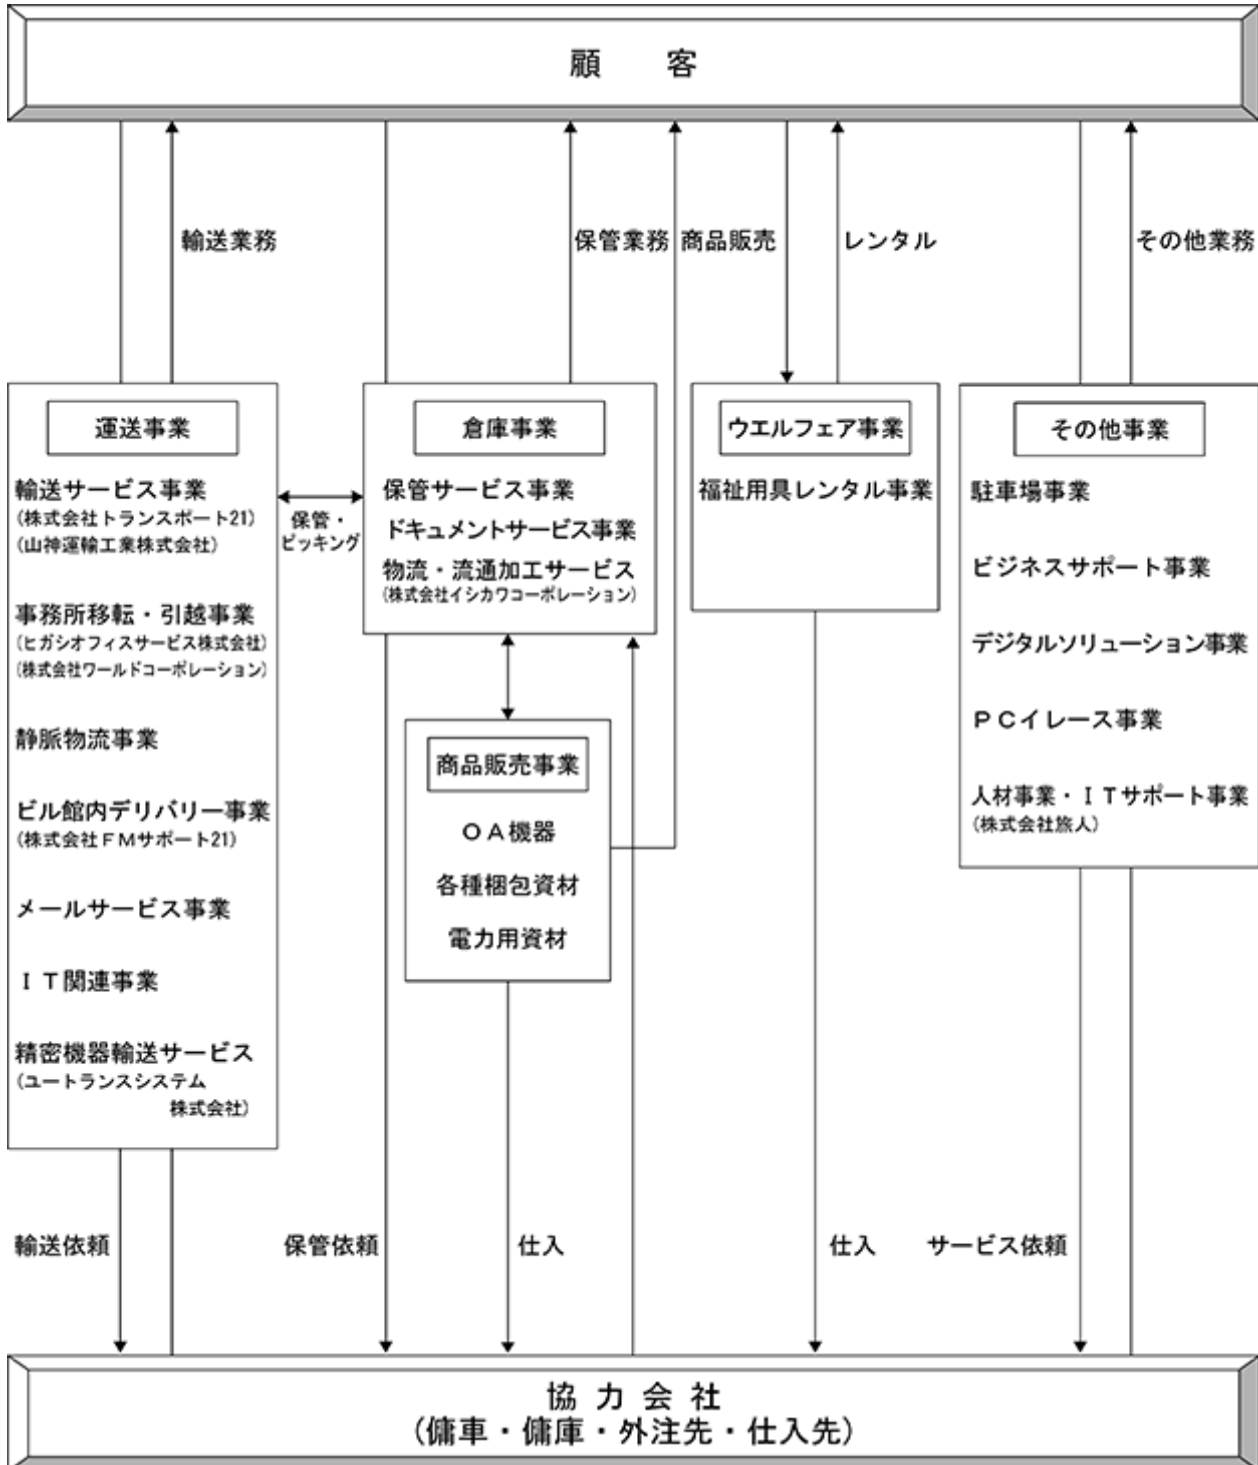 顧　客
輸送業務
保管業務
商品販売
レンタル
その他業務
運送事業
輸送サービス事業
(株式会社トランスポート21)
(山神運輸工業株式会社)
事務所移転・引越事業
(ヒガシオフィスサービス株式会社)
(株式会社ワールドコーポレーション)
静脈物流事業
ビル館内デリバリー事業
(株式会社ＦＭサポート21)
メールサービス事業
ＩＴ関連事業
精密機器輸送サービス
(ユートランスシステム
株式会社)
保管・
ピッキング
倉庫事業
保管サービス事業
ドキュメントサービス事業
物流・流通加工サービス
(株式会社イシカワコーポレーション)
商品販売事業
ＯＡ機器
各種梱包資材
電力用資材
ウエルフェア事業
福祉用具レンタル事業
その他事業
駐車場事業
ビジネスサポート事業
デジタルソリューション事業
ＰＣイレース事業
人材事業・ＩＴサポート事業
(株式会社旅人)
輸送依頼
保管依頼
仕入
仕入
サービス依頼
協力会社
(傭車・傭庫・外注先・仕入先)